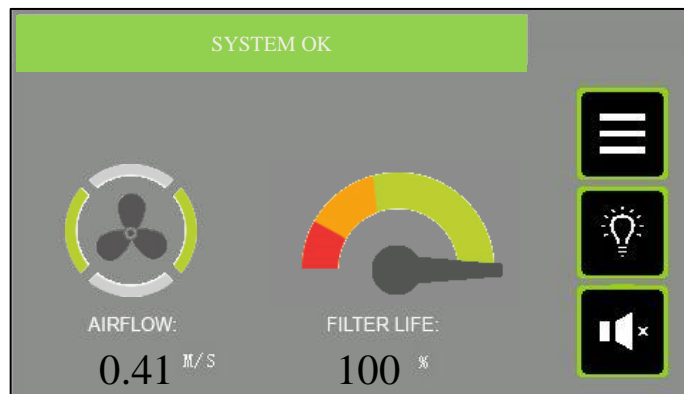 SYSTEM OK
AIRFLOW:
0.41 M/S
FILTER LIFE:
100 %